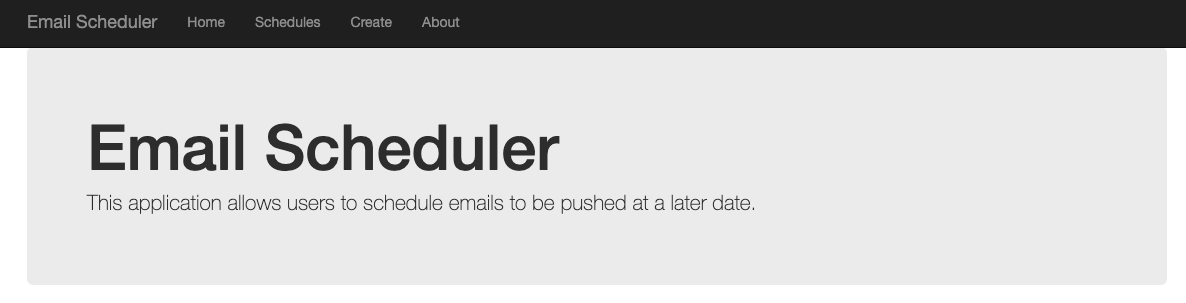 Email Scheduler Home Schedules Create About
Email Scheduler
This application allows users to schedule emails to be pushed at a later date.